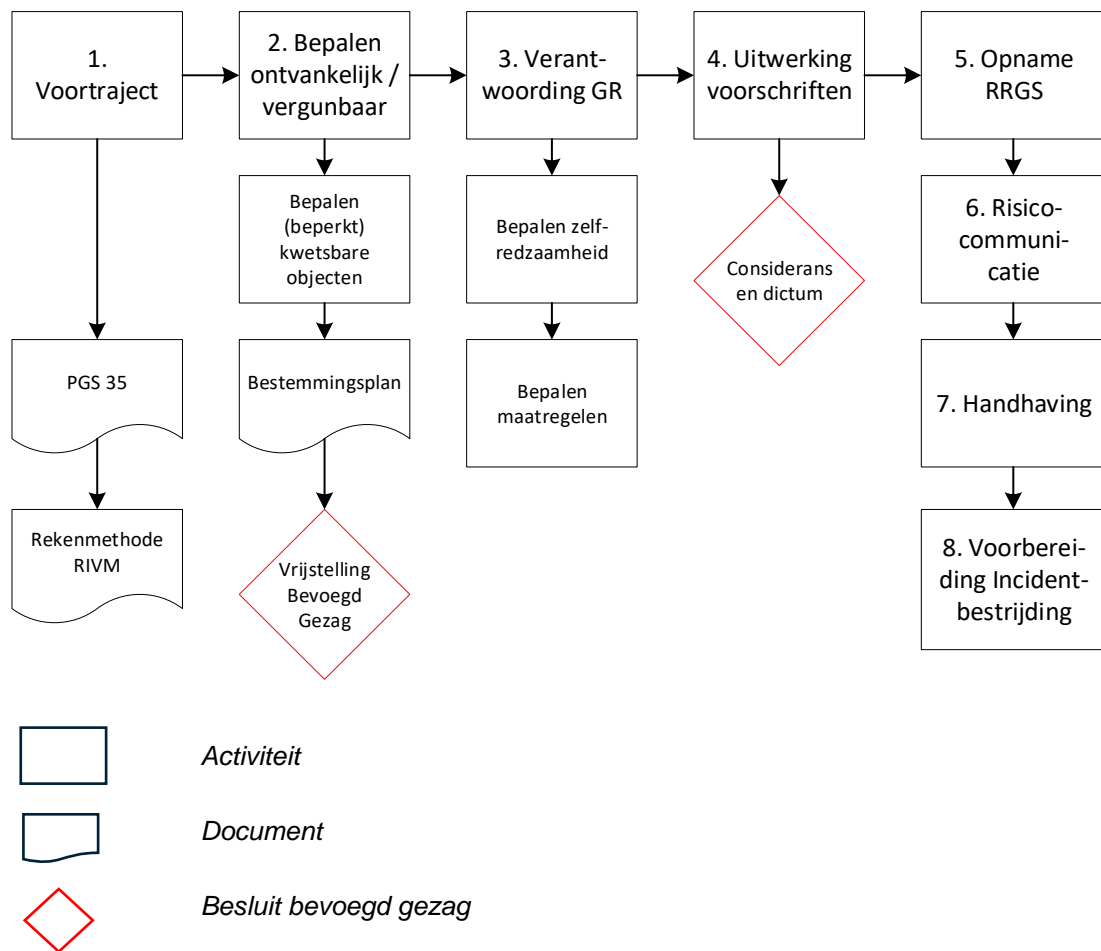 1.
Voortraject
2. Bepalen
ontvankelijk /
vergunbaar
3. Verant-
woording GR
4. Uitwerking
voorschriften
5. Opname
RRGS
Bepalen
(beperkt)
kwetsbare
objecten
Bepalen zelf-
redzaamheid
Considerans
en dictum
6. Risico-
communi-
catie
PGS 35
Bestemmingsplan
Bepalen
maatregelen
7. Handhaving
Rekenmethode
RIVM
Vrijstelling
Bevoegd
Gezag
8. Voorberei-
ding Incident-
bestrijding
Activiteit
Document
Besluit bevoegd gezag